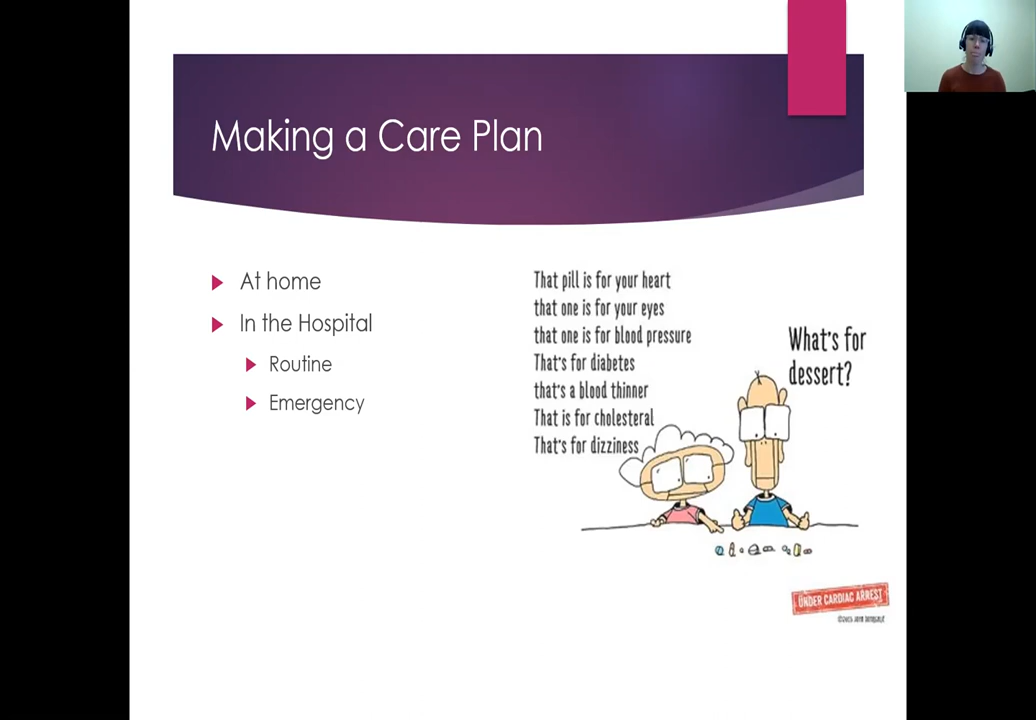 Making a Care Plan
At home
In the Hospital
Routine
Emergency
That pill is for your heart
that one is for your eyes
that one is for blood pressure
That's for diabetes
that's a blood thinner
That is for cholesteral
That's for dizziness
What's for
dessert?
UNDER CARDIAC ARREST